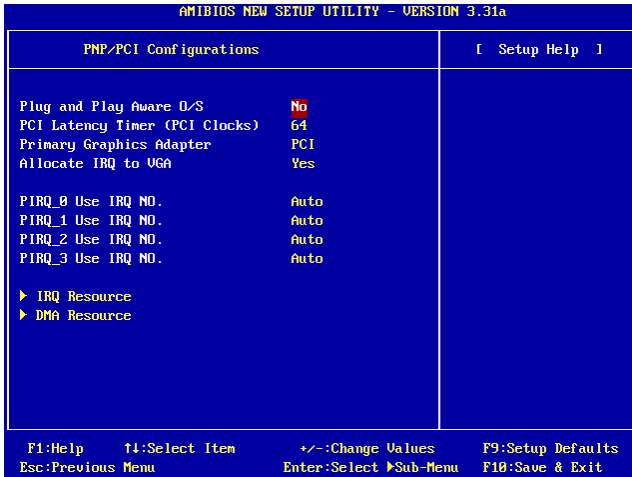 AMIBIOS NEW SETUP UTILITY - VERSION 3.31a
PNP/PCI Configurations
[ Setup Help ]
Plug and Play Aware O/S No
PCI Latency Timer (PCI Clocks) 64
Primary Graphics Adapter PCI
Allocate IRQ to VGA Yes
PIRQ_0 Use IRQ NO. Auto
PIRQ_1 Use IRQ NO. Auto
PIRQ_2 Use IRQ NO. Auto
PIRQ_3 Use IRQ NO. Auto
▶ IRQ Resource
▶ DMA Resource
F1:Help ↑↓:Select Item +/-:Change Values F9:Setup Defaults
Esc:Previous Menu Enter:Select ▶Sub-Menu F10:Save & Exit